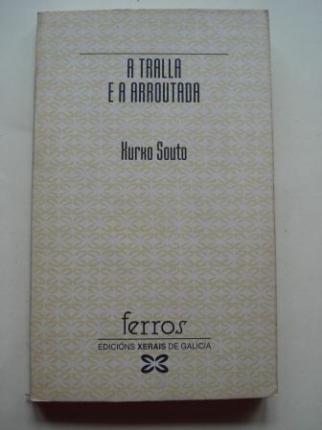 A TRALLA
E A ARROUTADA
Xurxo Souto
ferros
EDICIÓNS XERAIS DE GALICIA